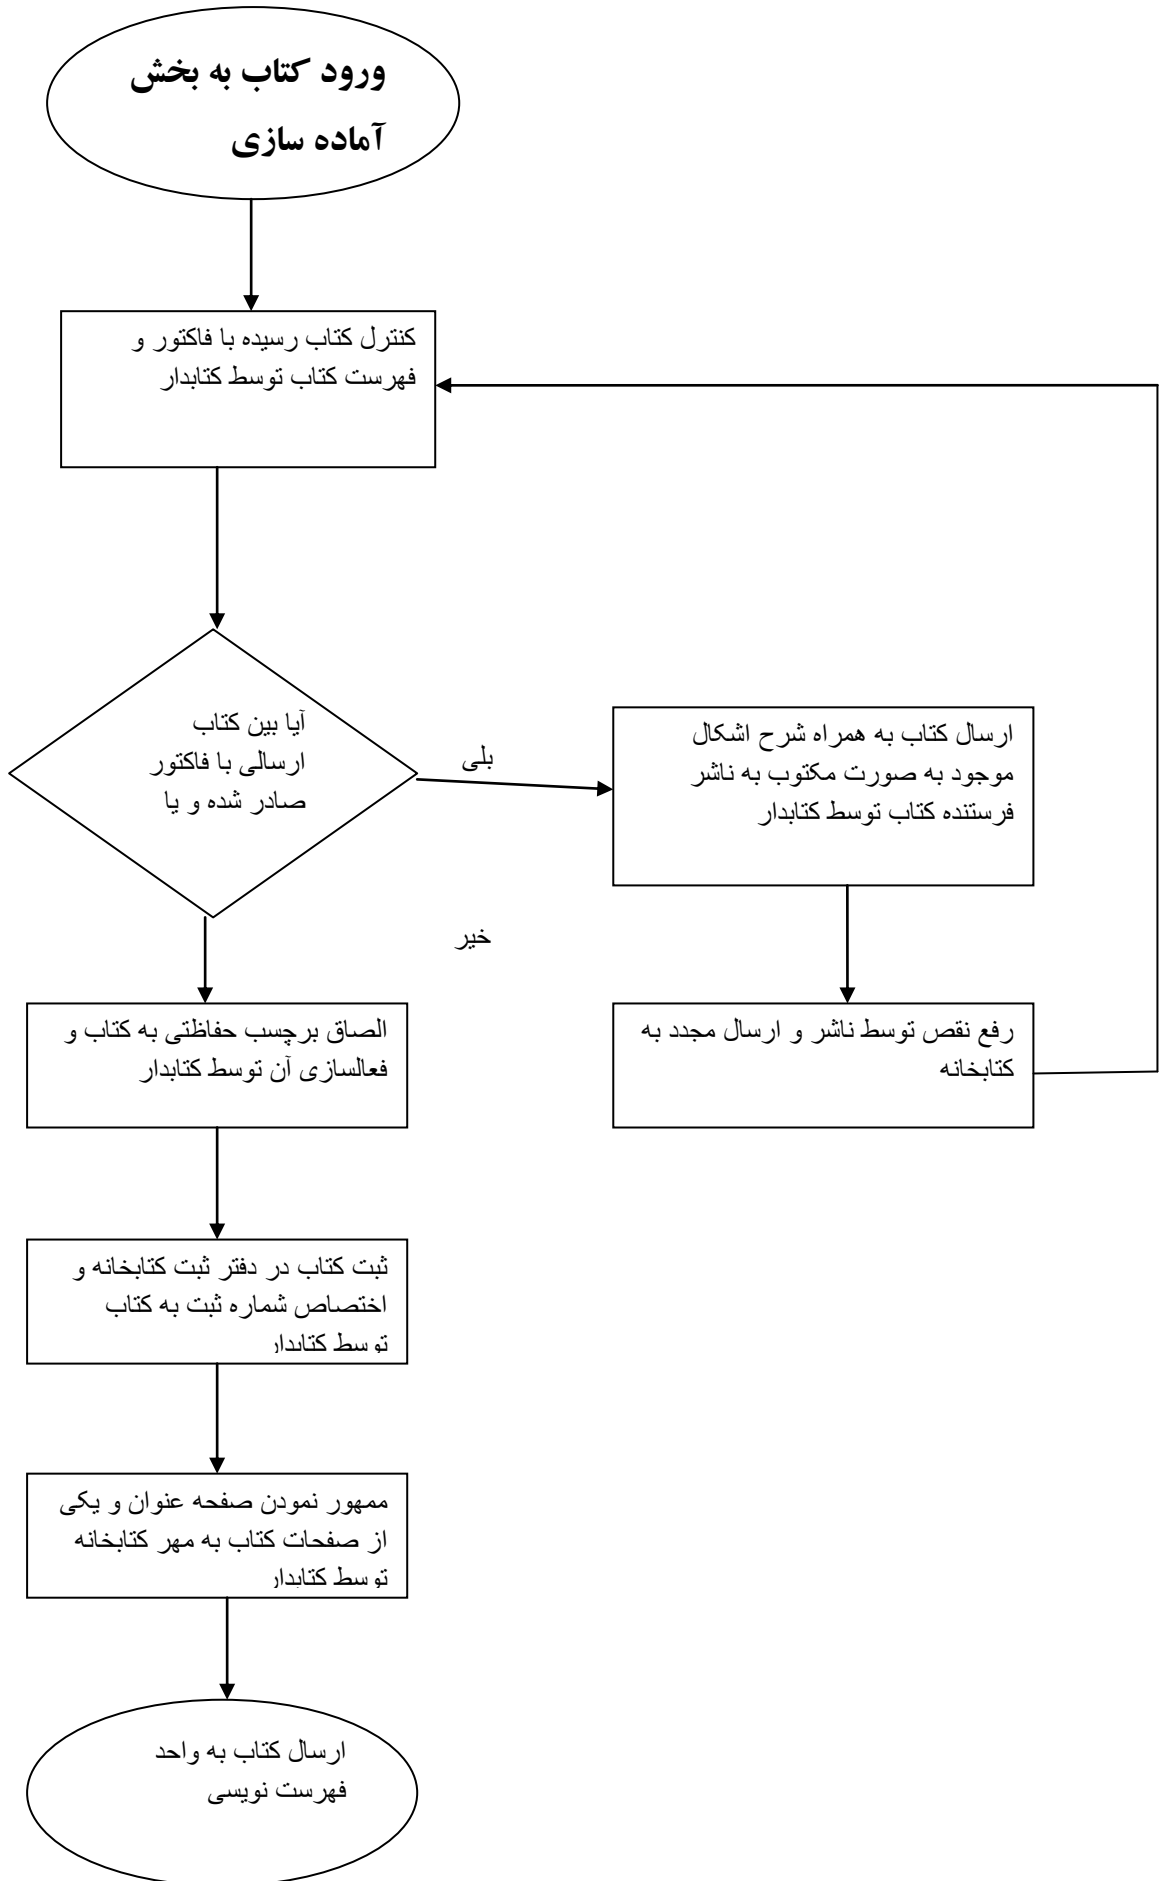 ورود کتاب به بخش
آماده سازی
کنترل کتاب رسیده با فاکتور و
فهرست کتاب توسط کتابدار
آیا بین کتاب
ارسالی با فاکتور
صادر شده و یا
بلی
ارسال کتاب به همراه شرح اشکال
موجود به صورت مکتوب به ناشر
فرستنده کتاب توسط کتابدار
خیر
رفع نقص توسط ناشر و ارسال مجدد به
کتابخانه
الصاق برچسب حفاظتی به کتاب و
فعالسازی آن توسط کتابدار
ثبت کتاب در دفتر ثبت کتابخانه و
اختصاص شماره ثبت به کتاب
توسط کتابدار
ممهور نمودن صفحه عنوان و یکی
از صفحات کتاب به مهر کتابخانه
توسط کتابدار
ارسال کتاب به واحد
فهرست نویسی